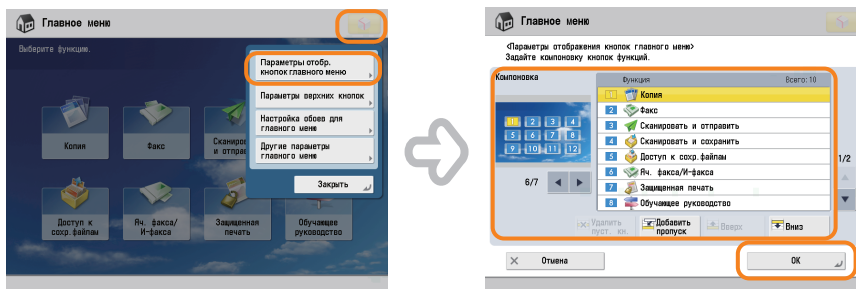 Главное меню
Выберите функцию.
Параметры отобр.
кнопок главного меню
Параметры верхних кнопок
Настройка обоев для
главного меню
Другие параметры
главного меню
Закрыть
Копия
Факс
Сканиро
и отпра
Доступ к
сохр.файлам
Яч. факса/
И-факса
Защищенная
печать
Обучающее
руководство
Главное меню
<Параметры отображения кнопок главного меню>
Задайте компоновку кнопок функций.
Компоновка
1 2 3 4
5 6 7 8
9 10 11 12
6/7
Функция
Всего: 10
1 Копия
2 Факс
3 Сканировать и отправить
4 Сканировать и сохранить
5 Доступ к сохр.файлам
6 Яч. факса/И-факса
7 Защищенная печать
8 Обучающее руководство
1/2
Удалить
пуст. кн.
Добавить
пропуск
Вверх
Вниз
Отмена
OK